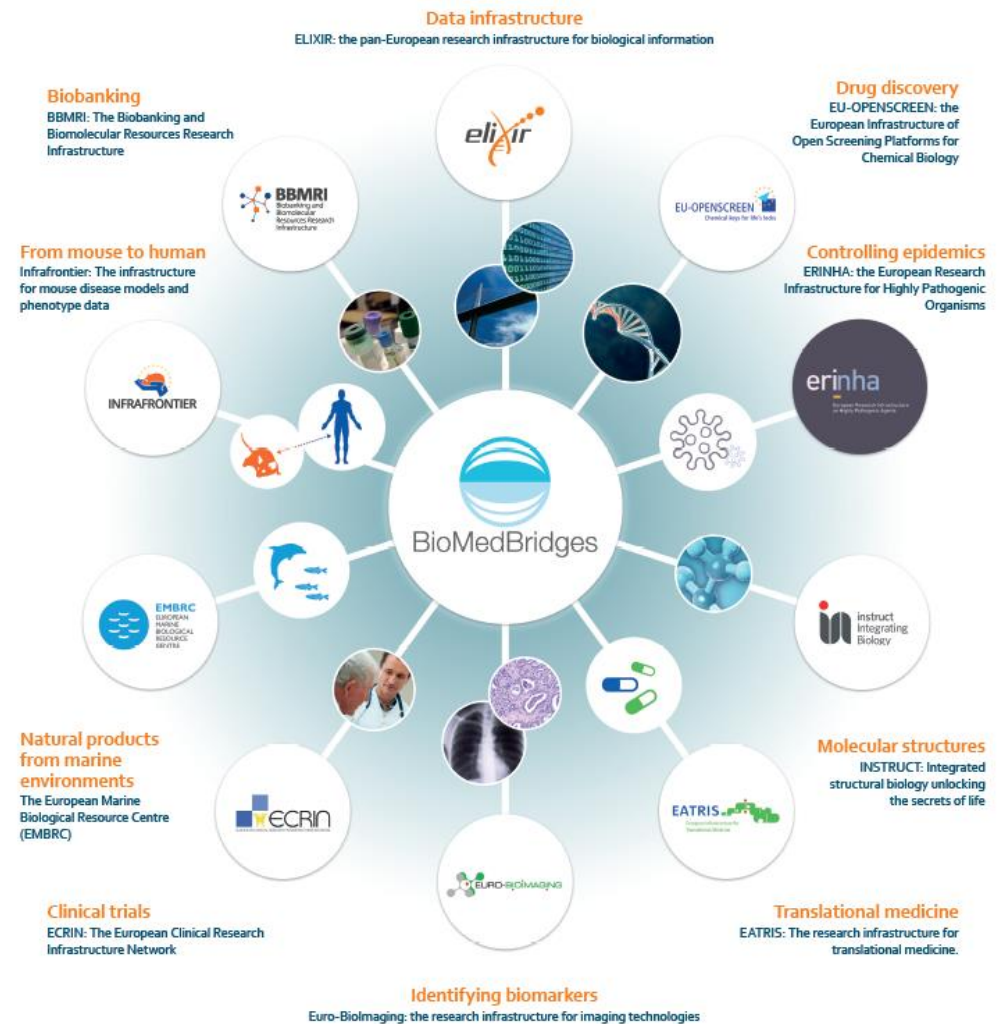 Data infrastructure
ELIXIR: the pan-European research infrastructure for biological information
elixir
Drug discovery
EU-OPENSCREEN: the
European Infrastructure of
Open Screening Platforms for
Chemical Biology
EU-OPENSCREEN
Biobanking
BBMRI: The Biobanking and
Biomolecular Resources Research
Infrastructure
BBMRI
Biobanking and
Biomolecular
Resources Research
Infrastructure
Controlling epidemics
ERINHA: the European Research
Infrastructure for Highly Pathogenic
Organisms
erinha
From mouse to human
Infrafrontier: The infrastructure
for mouse disease models and
phenotype data
INFRAFRONTIER
BioMedBridges
EMBRC
EUROPEAN
MARINE
BIOLOGICAL
RESOURCE
CENTRE
instruct
Integrating
Biology
Natural products
from marine
environments
The European Marine
Biological Resource Centre
(EMBRC)
Molecular structures
INSTRUCT: Integrated
structural biology unlocking
the secrets of life
ECRIN
EATRIS
EURO-BIOIMAGING
Clinical trials
ECRIN: The European Clinical Research
Infrastructure Network
Translational medicine
EATRIS: The research infrastructure for
translational medicine.
Identifying biomarkers
Euro-BioImaging: the research infrastructure for imaging technologies